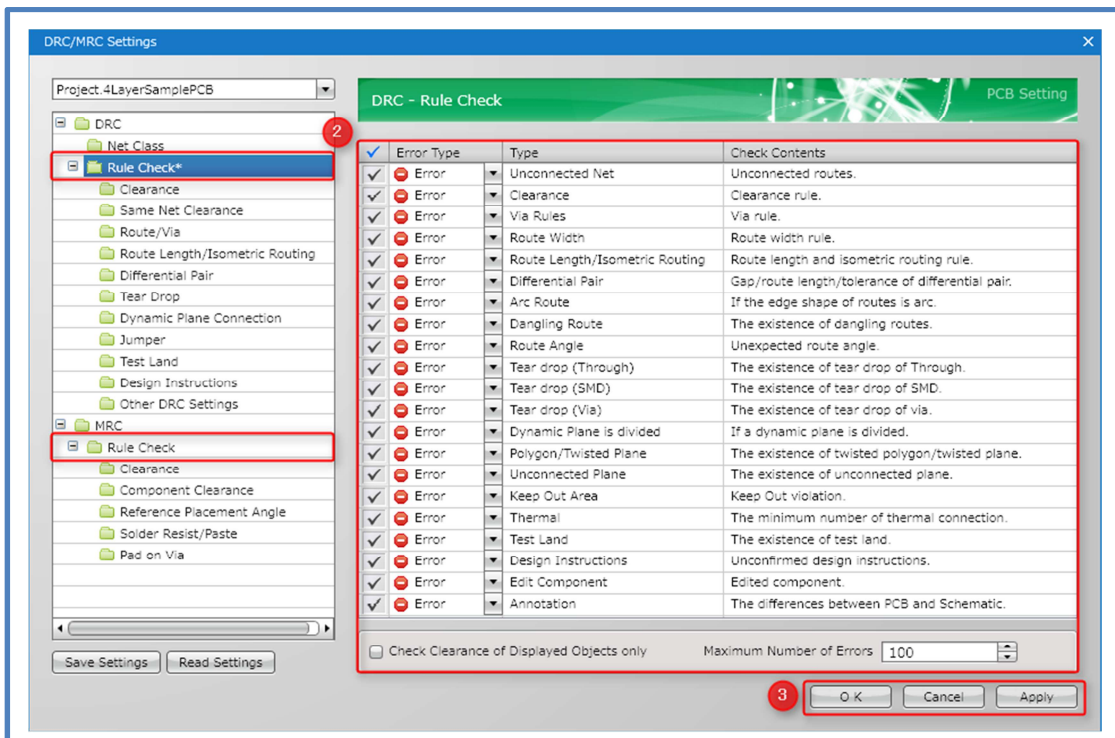 DRC/MRC Settings
Project.4LayerSamplePCB
DRC
Net Class
Rule Check*
Clearance
Same Net Clearance
Route/Via
Route Length/Isometric Routing
Differential Pair
Tear Drop
Dynamic Plane Connection
Jumper
Test Land
Design Instructions
Other DRC Settings
MRC
Rule Check
Clearance
Component Clearance
Reference Placement Angle
Solder Resist/Paste
Pad on Via
Save Settings Read Settings
2
DRC - Rule Check PCB Setting
Error Type Type Check Contents
Error Unconnected Net Unconnected routes.
Error Clearance Clearance rule.
Error Via Rules Via rule.
Error Route Width Route width rule.
Error Route Length/Isometric Routing Route length and isometric routing rule.
Error Differential Pair Gap/route length/tolerance of differential pair.
Error Arc Route If the edge shape of routes is arc.
Error Dangling Route The existence of dangling routes.
Error Route Angle Unexpected route angle.
Error Tear drop (Through) The existence of tear drop of Through.
Error Tear drop (SMD) The existence of tear drop of SMD.
Error Tear drop (Via) The existence of tear drop of via.
Error Dynamic Plane is divided If a dynamic plane is divided.
Error Polygon/Twisted Plane The existence of twisted polygon/twisted plane.
Error Unconnected Plane The existence of unconnected plane.
Error Keep Out Area Keep Out violation.
Error Thermal The minimum number of thermal connection.
Error Test Land The existence of test land.
Error Design Instructions Unconfirmed design instructions.
Error Edit Component Edited component.
Error Annotation The differences between PCB and Schematic.
Check Clearance of Displayed Objects only Maximum Number of Errors 100
3 O K Cancel Apply